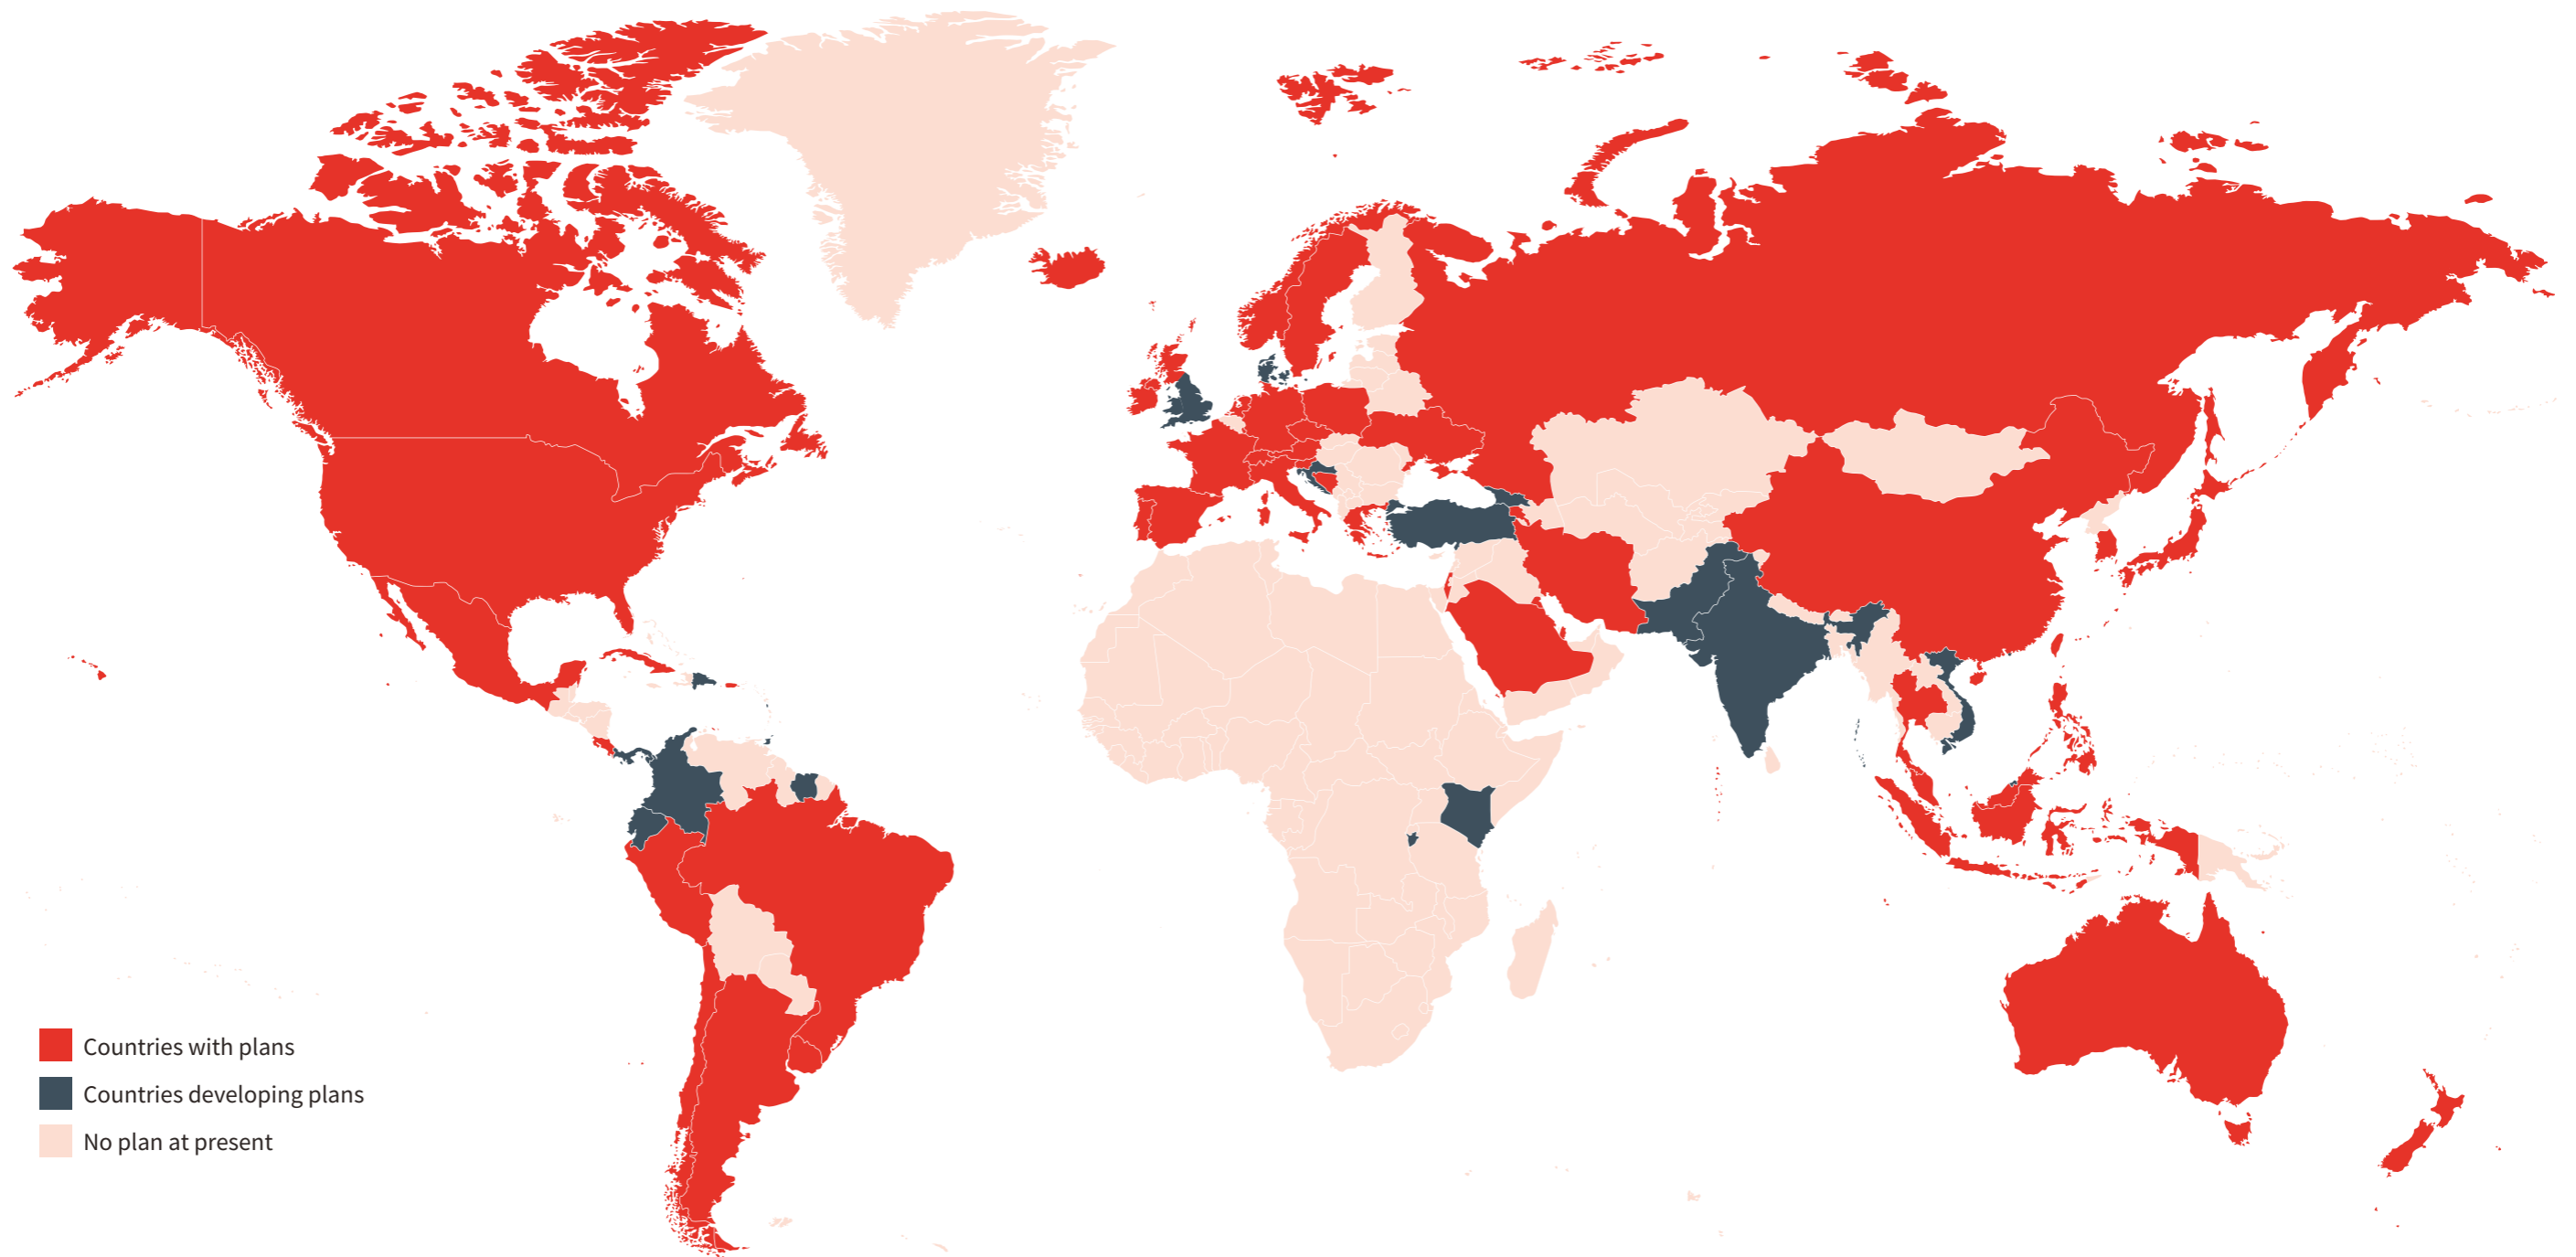 Countries with plans
Countries developing plans
No plan at present